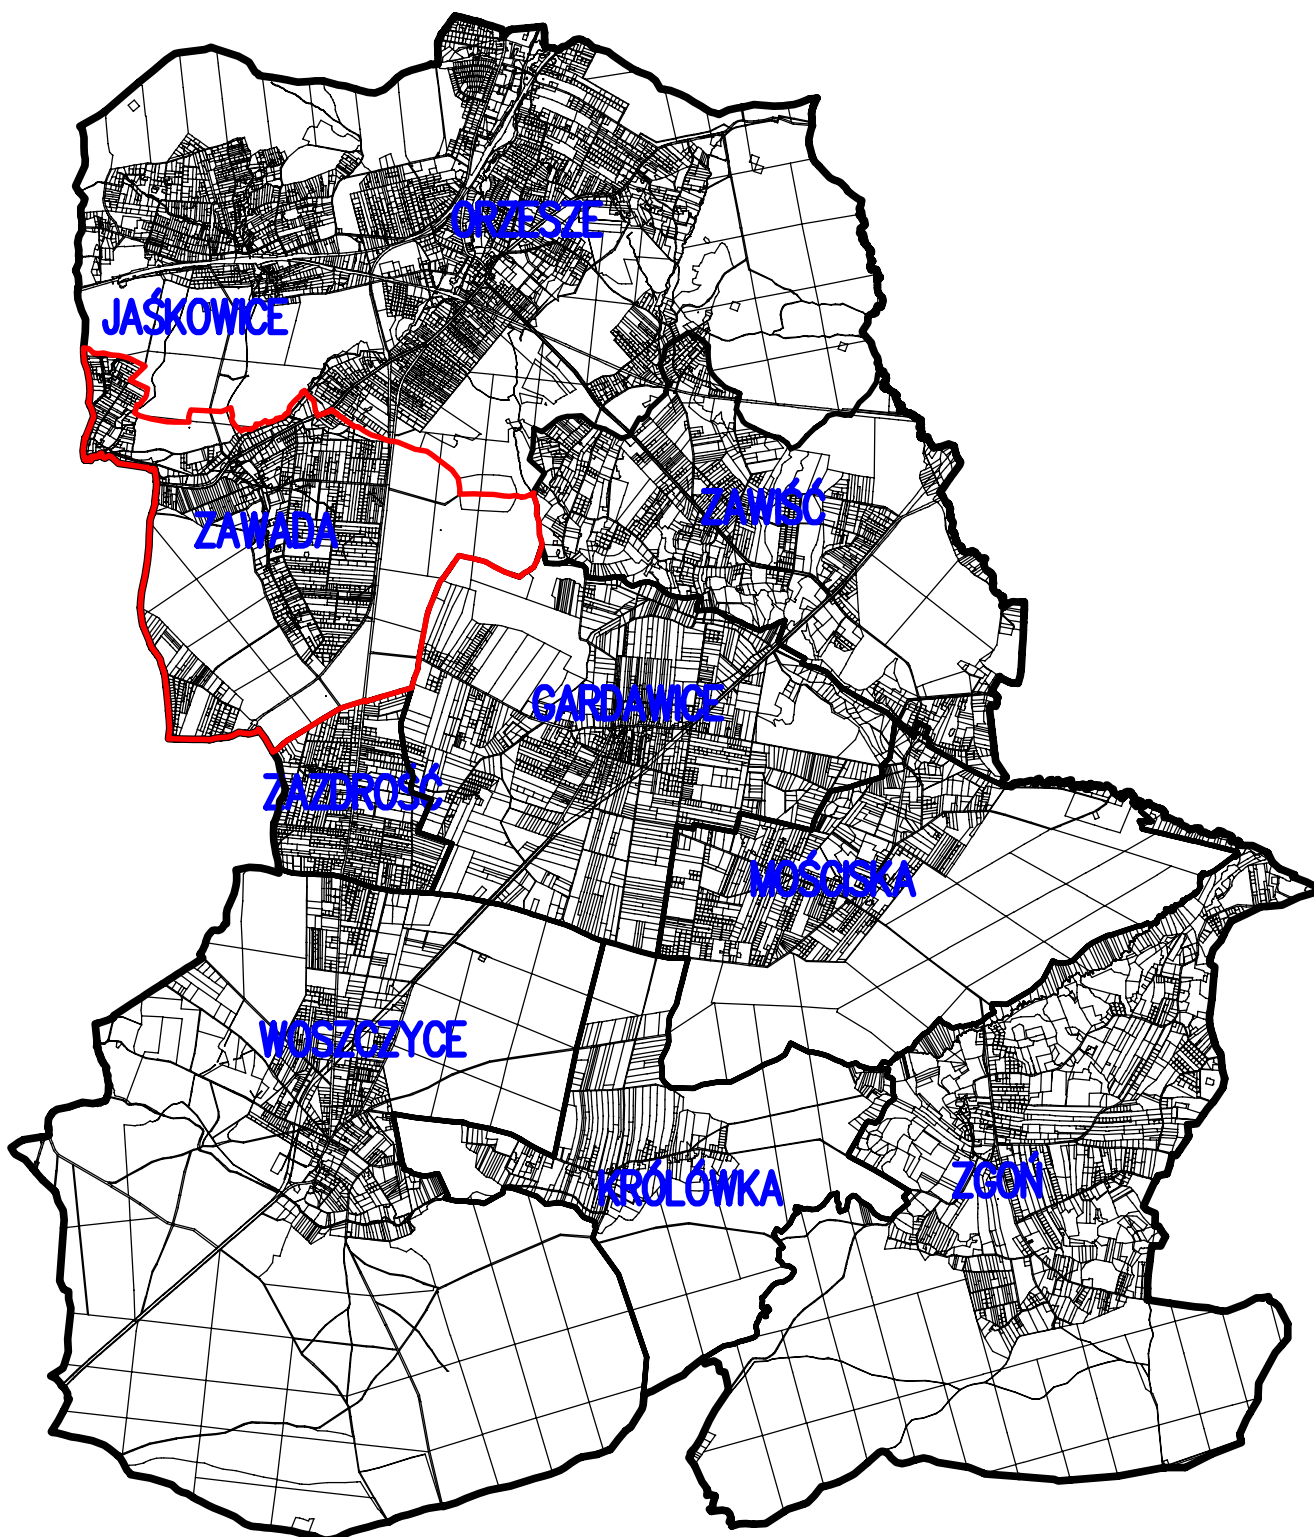 ORZESZE
JAŚKOWICE
ZAWIŚĆ
ZAWADA
GARDAWICE
ZAZDROŚĆ
MOŚCISKA
WOSZCZYCE
KRÓLÓWKA
ZGOŃ